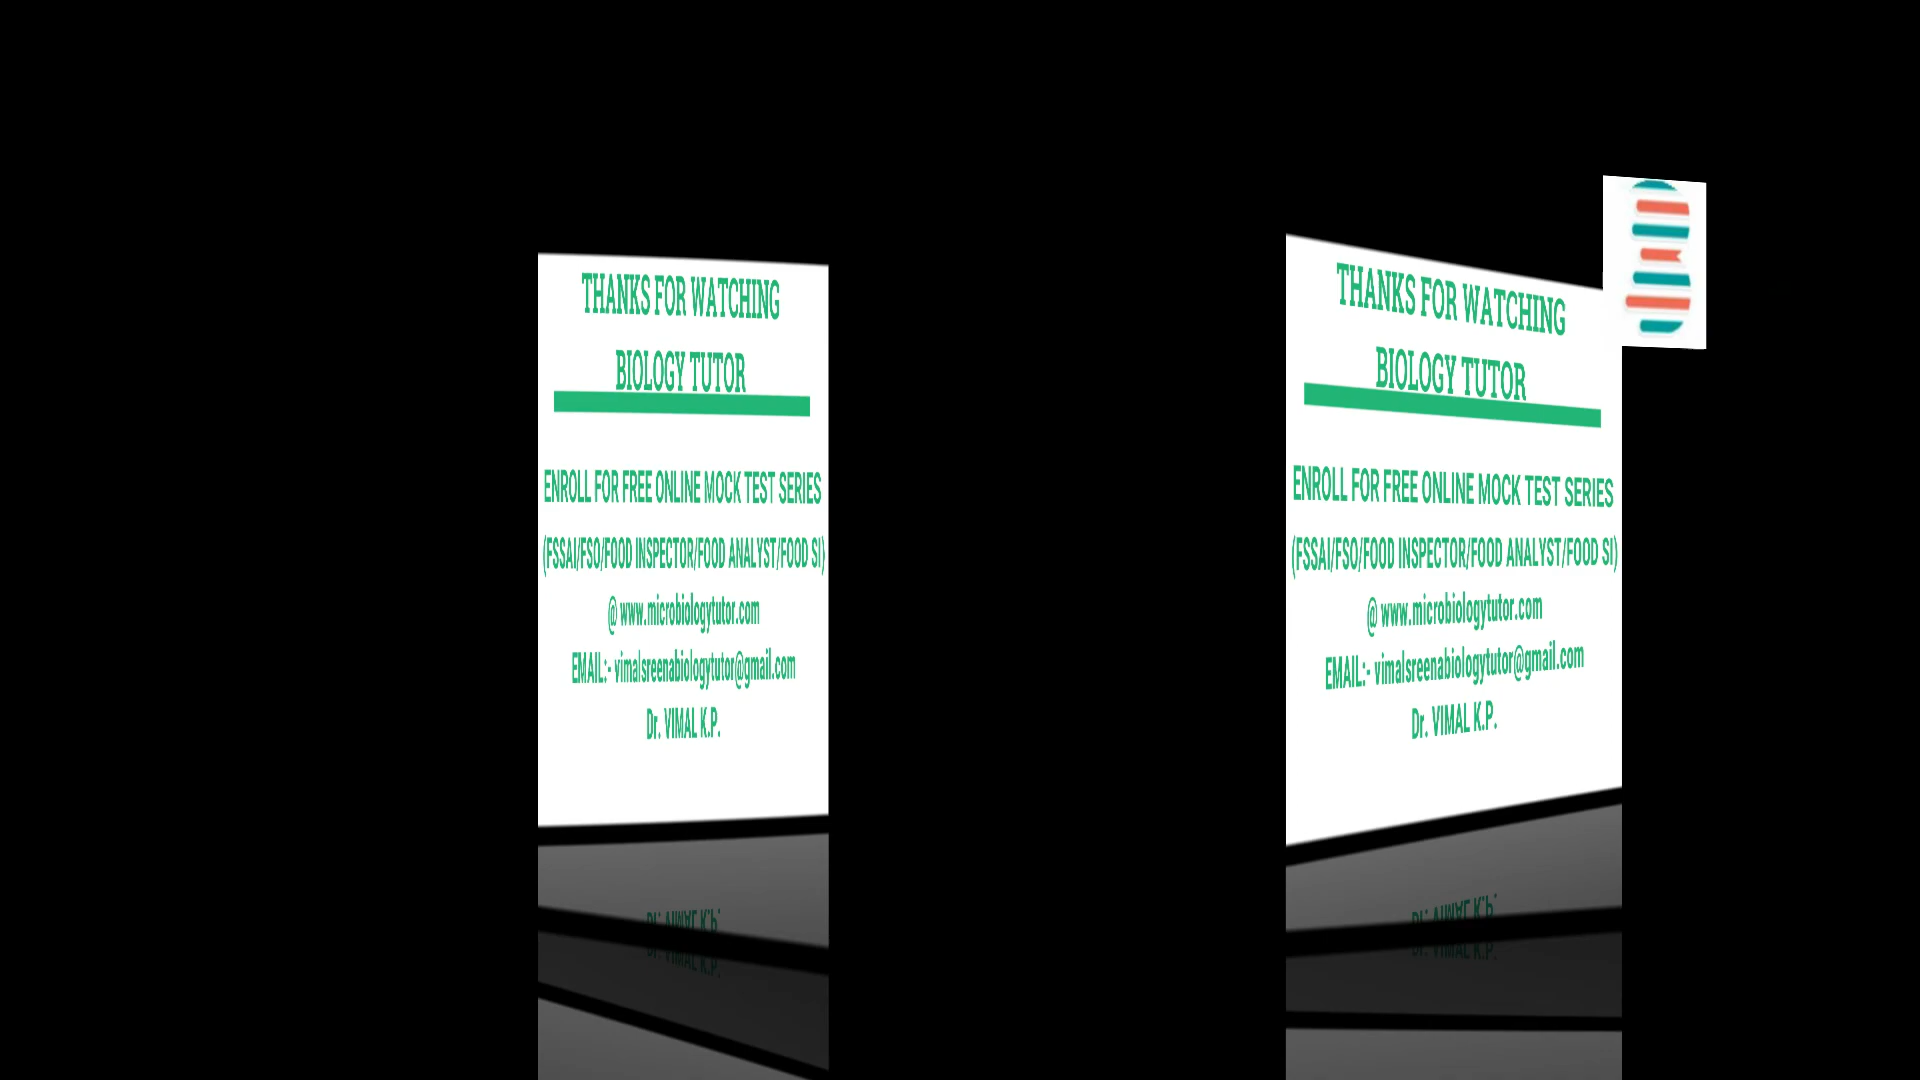 THANKS FOR WATCHING
BIOLOGY TUTOR
ENROLL FOR FREE ONLINE MOCK TEST SERIES
(FSSAI/FSO/FOOD INSPECTOR/FOOD ANALYST/FOOD SI)
@ www.microbiologytutor.com
EMAIL:- vimalsreenabiologytutor@gmail.com
Dr. VIMAL K.P.
THANKS FOR WATCHING
BIOLOGY TUTOR
ENROLL FOR FREE ONLINE MOCK TEST SERIES
(FSSAI/FSO/FOOD INSPECTOR/FOOD ANALYST/FOOD SI)
@ www.microbiologytutor.com
EMAIL:- vimalsreenabiologytutor@gmail.com
Dr. VIMAL K.P.